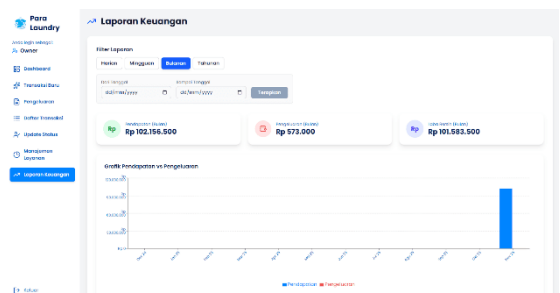 Para
Laundry
Anda login sebagai:
Owner
Dashboard
Transaksi Baru
Pengeluaran
Daftar Transaksi
Update Status
Manajemen
Layanan
Laporan Keuangan
Keluar
Laporan Keuangan
Filter Laporan
Harian Mingguan Bulanan Tahunan
Dari Tanggal Sampai Tanggal
dd/mm/yyyy dd/mm/yyyy Terapkan
Pendapatan (Bulan)
Rp Rp 102.156.500
Pengeluaran (Bulan)
Rp 573.000
Laba Bersih (Bulan)
Rp Rp 101.583.500
Grafik Pendapatan vs Pengeluaran
Pendapatan Pengeluaran